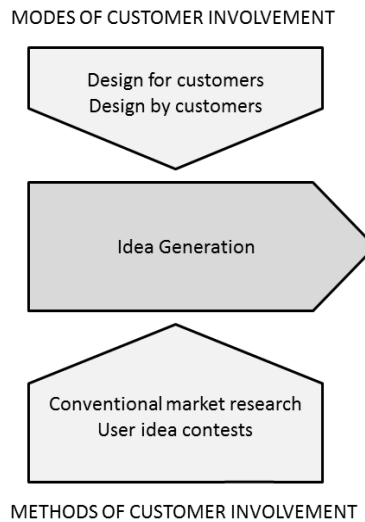 MODES OF CUSTOMER INVOLVEMENT
Design for customers
Design by customers
Idea Generation
Conventional market research
User idea contests
METHODS OF CUSTOMER INVOLVEMENT